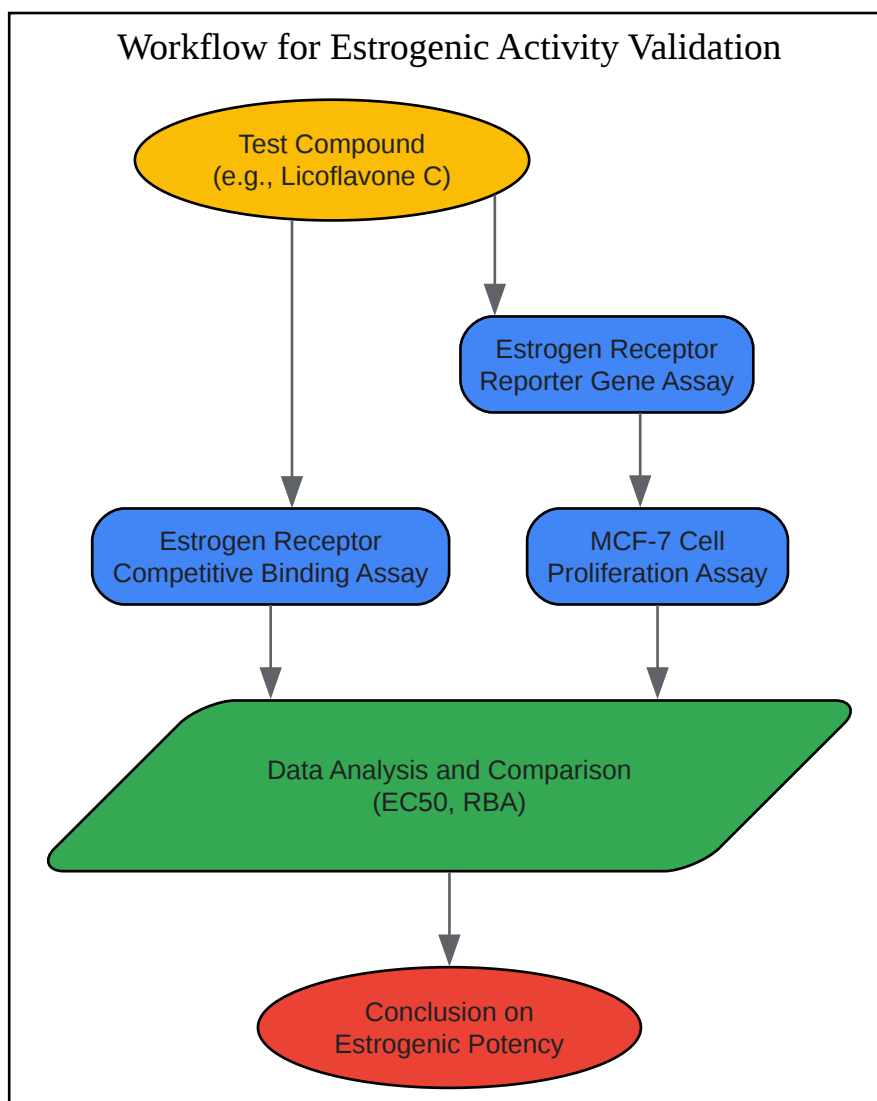 Workflow for Estrogenic Activity Validation
Test Compound
(e.g., Licoflavone C)
Estrogen Receptor
Reporter Gene Assay
Estrogen Receptor
Competitive Binding Assay
MCF-7 Cell
Proliferation Assay
Data Analysis and Comparison
(EC50, RBA)
Conclusion on
Estrogenic Potency